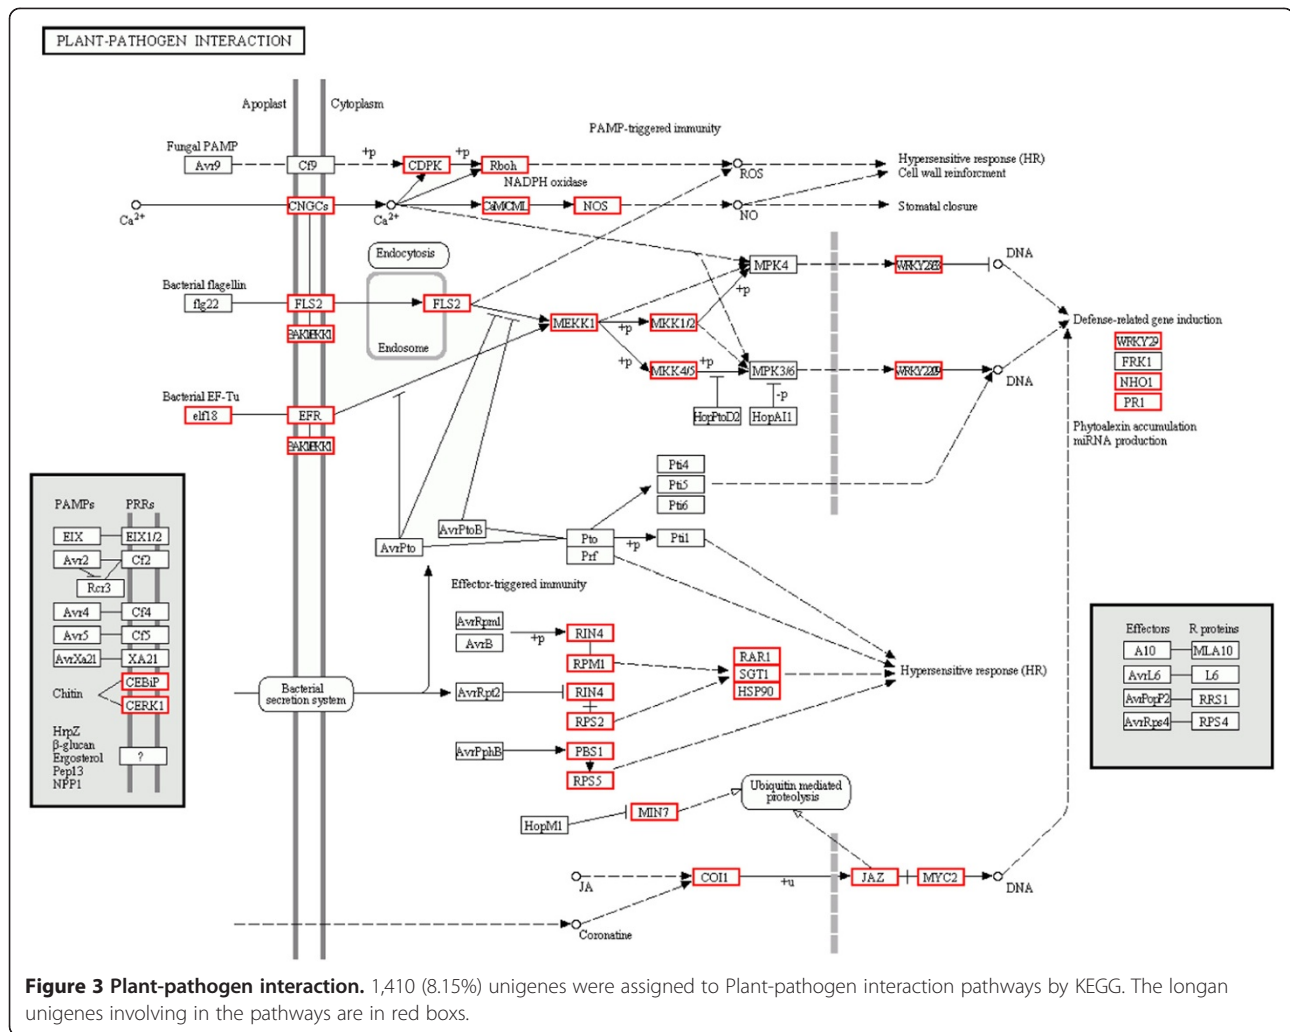 PLANT-PATHOGEN INTERACTION
Apoplast
Cytoplasm
PAMP-triggered immunity
Fungal PAMP
Avr9
Cf9
+p
CDPK
+p
Rboh
NADPH oxidase
ROS
Hypersensitive response (HR)
Cell wall reinforcment
Ca2+
CNGCs
Ca2+
NOS
NO
Stomatal closure
Endocytosis
MPK4
DNA
Bacterial flagellin
flg22
FLS2
FLS2
Endosome
MEKK1
+p
MKK1/2
+p
+p
MKK4/5
+p
MPK3/6
-p
HopPtoD2
HopAI1
DNA
Defense-related gene induction
WRKY29
FRK1
NHO1
PR1
Phytoalexin accumulation
miRNA production
Bacterial EF-Tu
elf18
EFR
PAMPs
PRRs
EIX
EIX1/2
Avr2
Cf2
Rcr3
Avr4
Cf4
Avr5
Cf5
AvrXa21
XA21
Chitin
CEBiP
CERK1
HrpZ
β-glucan
Ergosterol
Pep13
NPP1
?
Pti4
Pti5
Pti6
AvrPto
AvrPtoB
Pto
Prf
+p
Pti1
Effector-triggered immunity
AvrRpm1
AvrB
+p
RIN4
RPM1
RAR1
SGT1
HSP90
Hypersensitive response (HR)
Bacterial
secretion system
AvrRpt2
RIN4
RPS2
AvrPphB
PBS1
RPS5
HopM1
MIN7
Ubiquitin mediated
proteolysis
Effectors
R proteins
A10
MLA10
AvrL6
L6
AvrPopP2
RRS1
AvrRps4
RPS4
JA
COI1
+u
JAZ
MYC2
DNA
Coronatine
Figure 3 Plant-pathogen interaction. 1,410 (8.15%) unigenes were assigned to Plant-pathogen interaction pathways by KEGG. The longan
unigenes involving in the pathways are in red boxs.